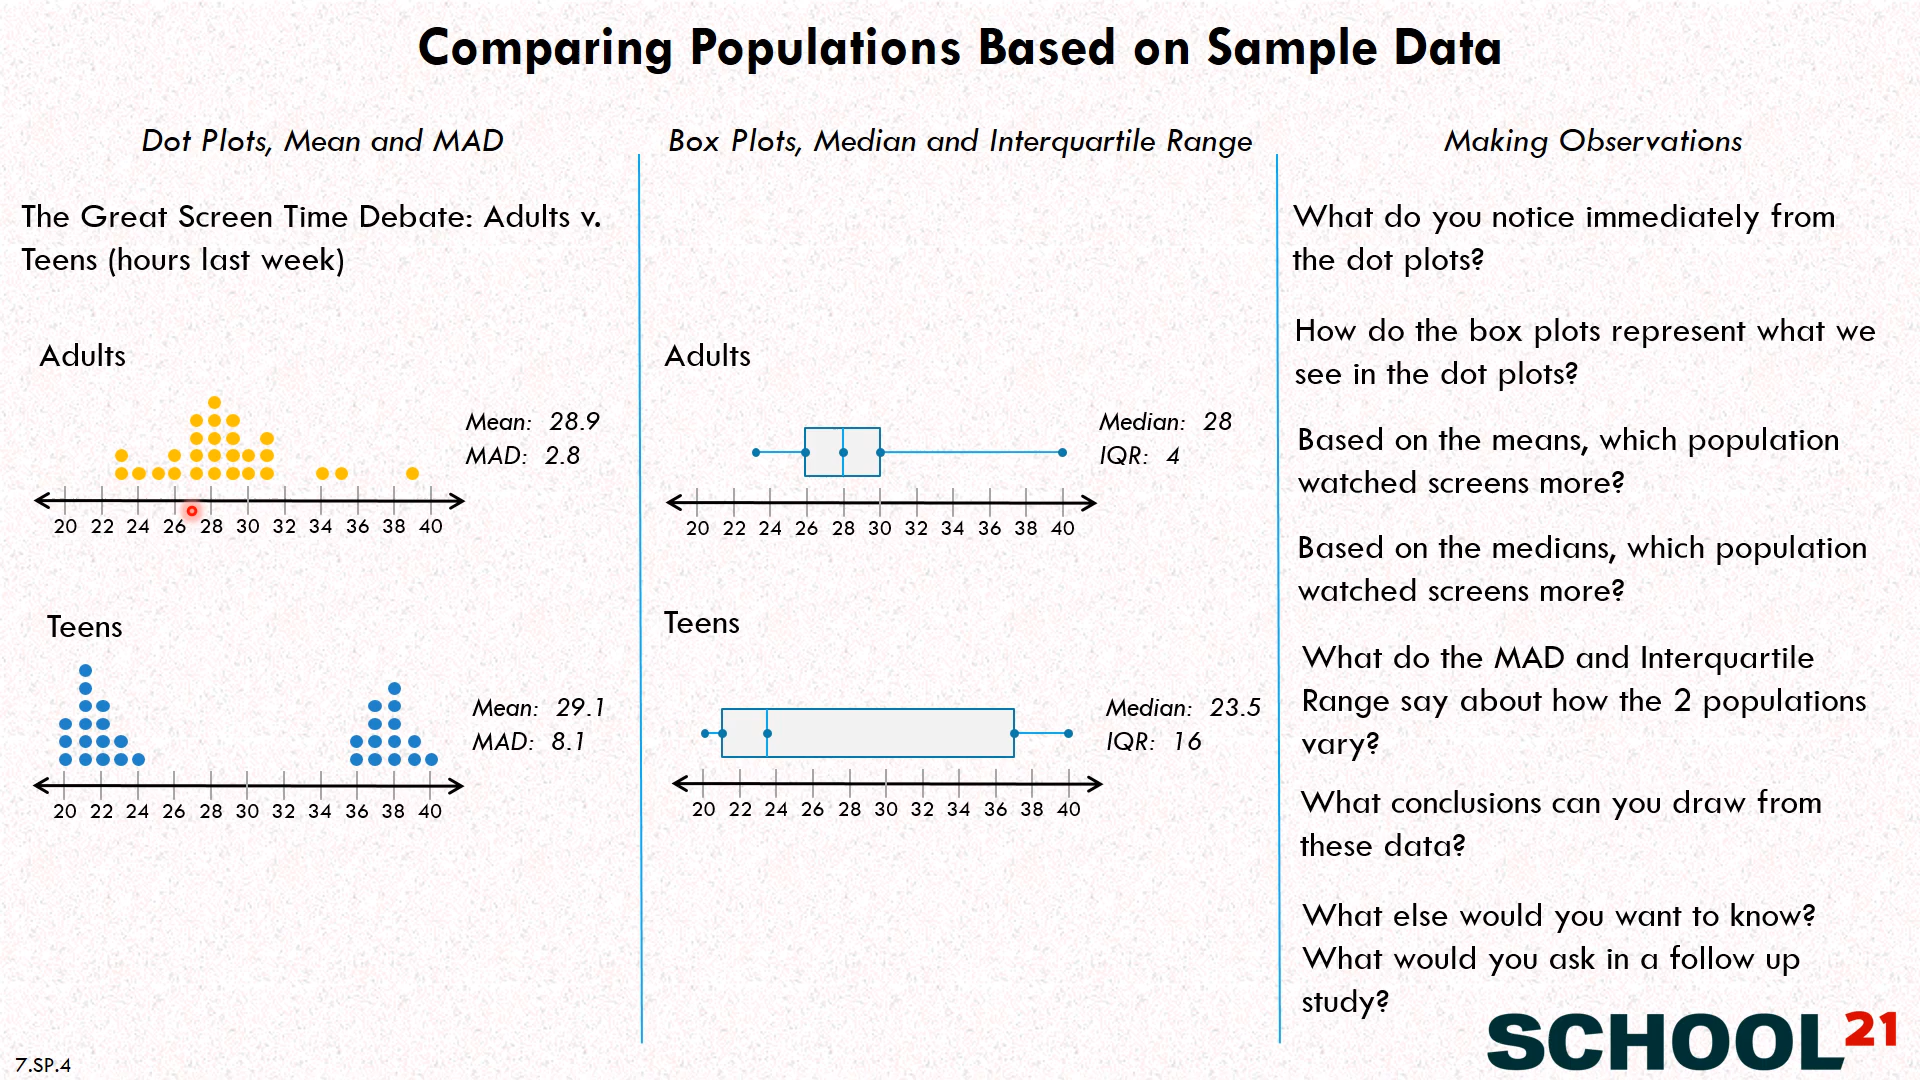 Comparing Populations Based on Sample Data
Dot Plots, Mean and MAD
The Great Screen Time Debate: Adults v.
Teens (hours last week)
Adults
Mean: 28.9
MAD: 2.8
20 22 24 26 28 30 32 34 36 38 40
Teens
Mean: 29.1
MAD: 8.1
20 22 24 26 28 30 32 34 36 38 40
Box Plots, Median and Interquartile Range
Adults
Median: 28
IQR: 4
20 22 24 26 28 30 32 34 36 38 40
Teens
Median: 23.5
IQR: 16
20 22 24 26 28 30 32 34 36 38 40
Making Observations
What do you notice immediately from
the dot plots?
How do the box plots represent what we
see in the dot plots?
Based on the means, which population
watched screens more?
Based on the medians, which population
watched screens more?
What do the MAD and Interquartile
Range say about how the 2 populations
vary?
What conclusions can you draw from
these data?
What else would you want to know?
What would you ask in a follow up
study?
7.SP.4
SCHOOL21